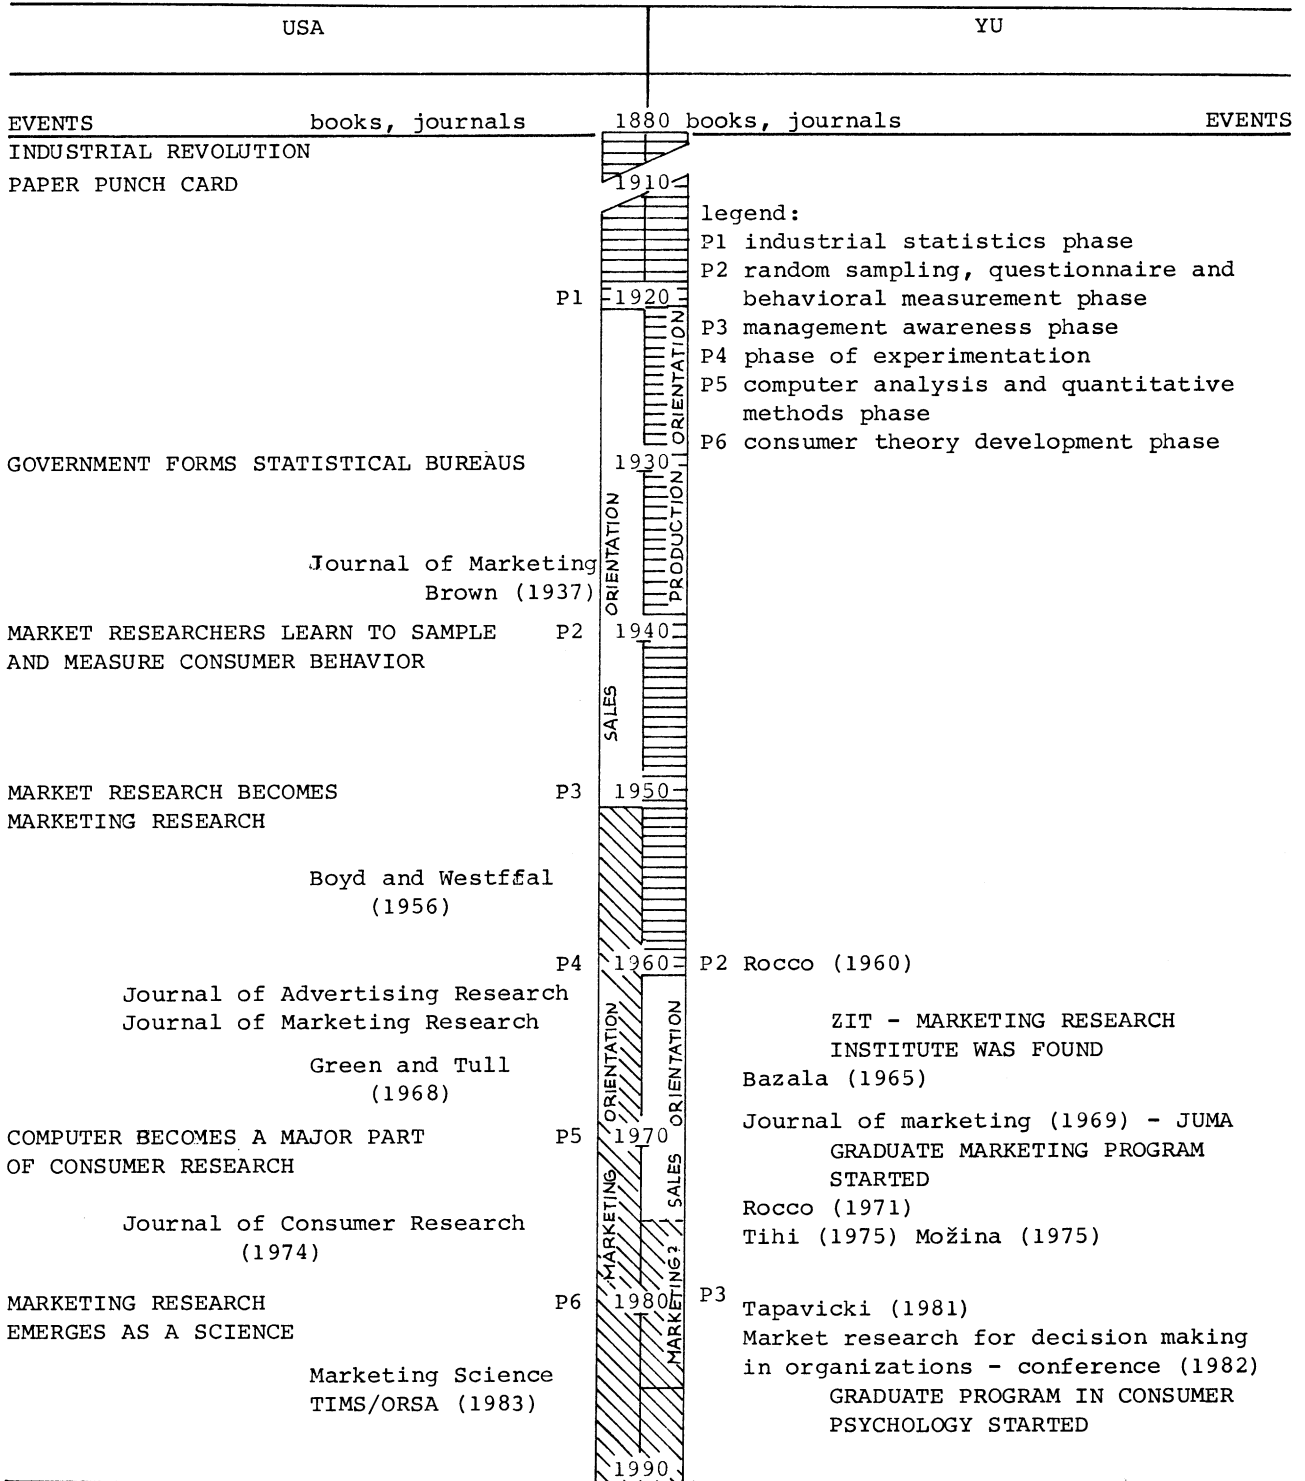 USA
YU
EVENTS books, journals 1880 books, journals EVENTS
INDUSTRIAL REVOLUTION
PAPER PUNCH CARD
1910
legend:
P1 industrial statistics phase
P2 random sampling, questionnaire and
behavioral measurement phase
P3 management awareness phase
P4 phase of experimentation
P5 computer analysis and quantitative
methods phase
P6 consumer theory development phase
P1 1920
PRODUCTION ORIENTATION
GOVERNMENT FORMS STATISTICAL BUREAUS
1930
SALES ORIENTATION
Journal of Marketing
Brown (1937)
MARKET RESEARCHERS LEARN TO SAMPLE P2 1940
AND MEASURE CONSUMER BEHAVIOR
MARKET RESEARCH BECOMES P3 1950
MARKETING RESEARCH
Boyd and Westffal
(1956)
P4 1960 P2 Rocco (1960)
Journal of Advertising Research
Journal of Marketing Research
Green and Tull
(1968)
MARKETING ORIENTATION
SALES ORIENTATION
ZIT - MARKETING RESEARCH
INSTITUTE WAS FOUND
Bazala (1965)
COMPUTER BECOMES A MAJOR PART P5 1970
OF CONSUMER RESEARCH
Journal of marketing (1969) - JUMA
GRADUATE MARKETING PROGRAM
STARTED
Rocco (1971)
Tihi (1975) Možina (1975)
Journal of Consumer Research
(1974)
MARKETING?
MARKETING RESEARCH P6 1980 P3
EMERGES AS A SCIENCE
Tapavicki (1981)
Market research for decision making
in organizations - conference (1982)
GRADUATE PROGRAM IN CONSUMER
PSYCHOLOGY STARTED
Marketing Science
TIMS/ORSA (1983)
1990